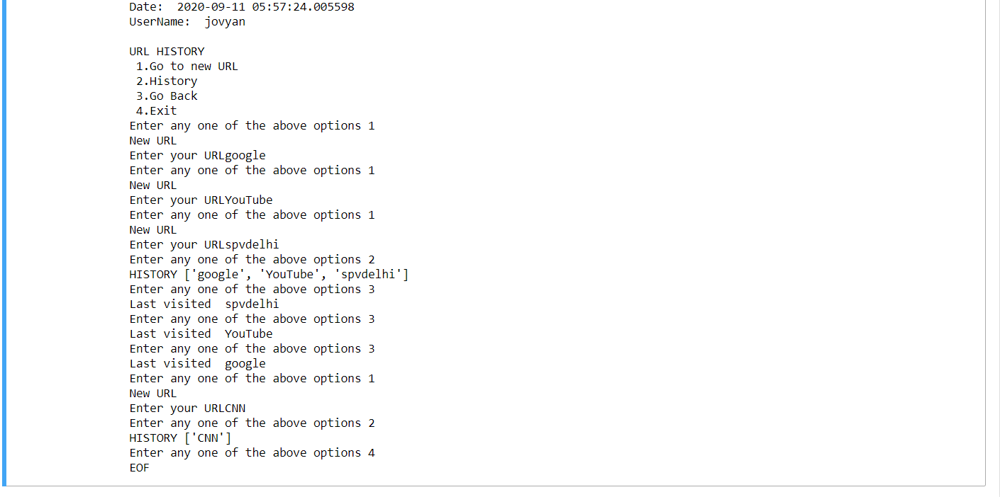 Date:  2020-09-11 05:57:24.005598
UserName:  jovyan
URL HISTORY
 1.Go to new URL
 2.History
 3.Go Back
 4.Exit
Enter any one of the above options 1
New URL
Enter your URLgoogle
Enter any one of the above options 1
New URL
Enter your URLYouTube
Enter any one of the above options 1
New URL
Enter your URLspvdelhi
Enter any one of the above options 2
HISTORY ['google', 'YouTube', 'spvdelhi']
Enter any one of the above options 3
Last visited  spvdelhi
Enter any one of the above options 3
Last visited  YouTube
Enter any one of the above options 3
Last visited  google
Enter any one of the above options 1
New URL
Enter your URLCNN
Enter any one of the above options 2
HISTORY ['CNN']
Enter any one of the above options 4
EOF